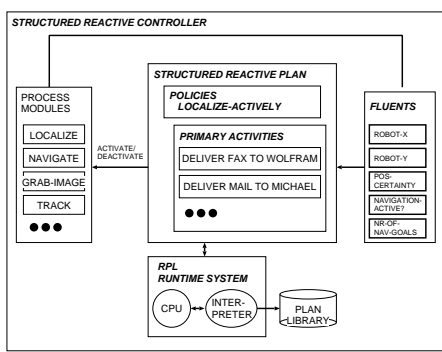 STRUCTURED REACTIVE CONTROLLER
PROCESS
MODULES
LOCALIZE
NAVIGATE
GRAB-IMAGE
TRACK
ACTIVATE/
DEACTIVATE
STRUCTURED REACTIVE PLAN
POLICIES
LOCALIZE-ACTIVELY
PRIMARY ACTIVITIES
DELIVER FAX TO WOLFRAM
DELIVER MAIL TO MICHAEL
FLUENTS
ROBOT-X
ROBOT-Y
POS-
CERTAINTY
NAVIGATION-
ACTIVE?
NR-OF-
NAV-GOALS
RPL
RUNTIME SYSTEM
CPU
INTER-
PRETER
PLAN
LIBRARY